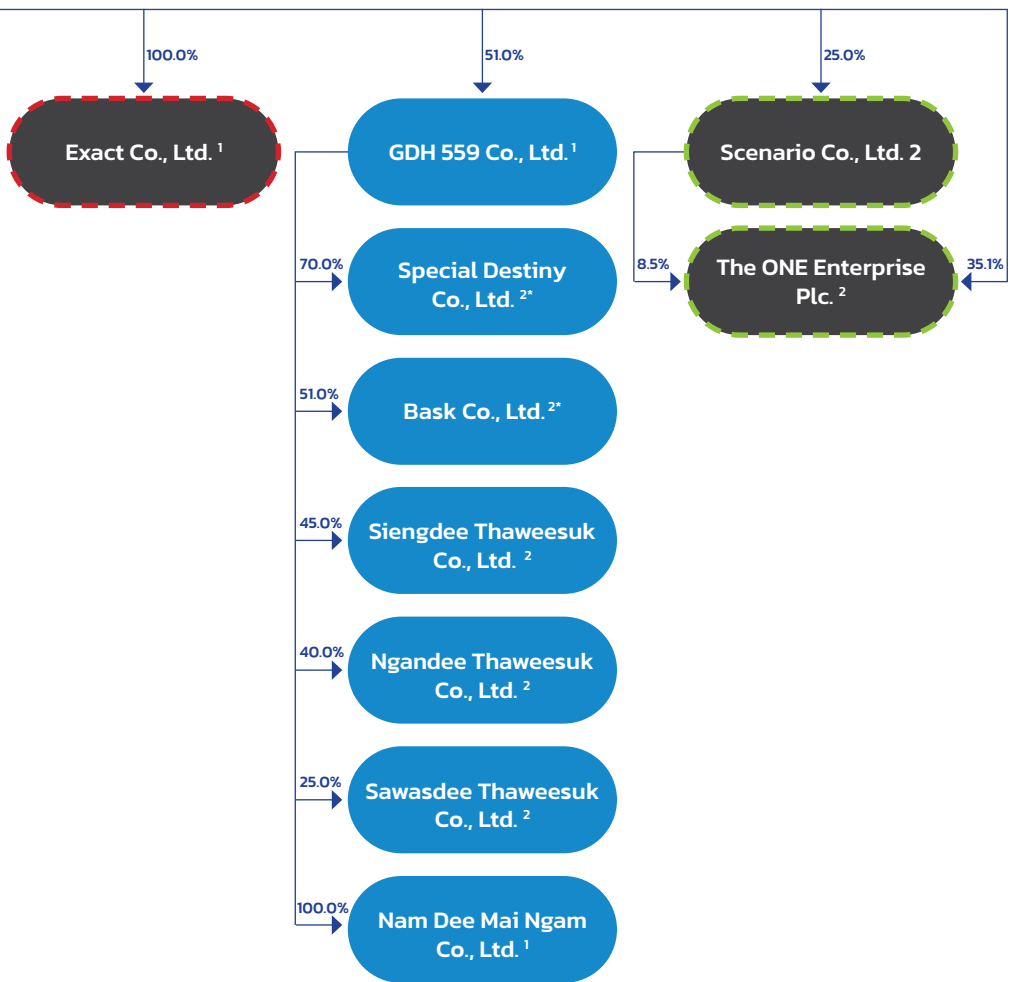 100.0%
51.0%
25.0%
Exact Co., Ltd. ¹
GDH 559 Co., Ltd. ¹
Scenario Co., Ltd. 2
70.0%
Special Destiny
Co., Ltd. ²*
8.5%
The ONE Enterprise
Plc. ²
35.1%
51.0%
Bask Co., Ltd. ²*
45.0%
Siengdee Thaweesuk
Co., Ltd. ²
40.0%
Ngandee Thaweesuk
Co., Ltd. ²
25.0%
Sawasdee Thaweesuk
Co., Ltd. ²
100.0%
Nam Dee Mai Ngam
Co., Ltd. ¹